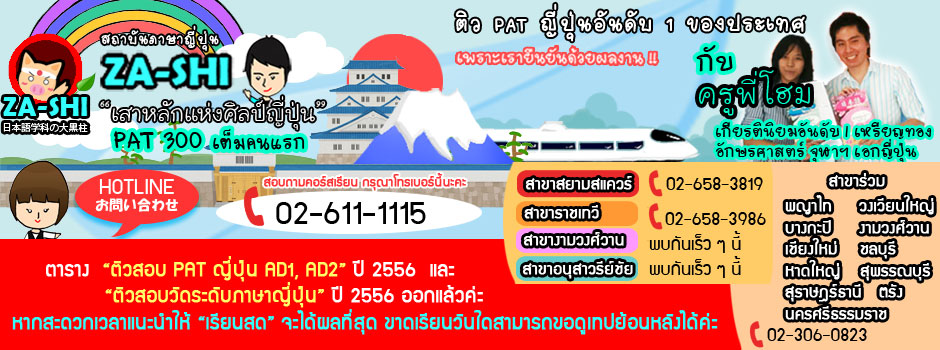 สถาบันภาษาญี่ปุ่น
ZA-SHI
ZA-SHI
日本語学科の大黒柱
“เสาหลักแห่งศิลป์ญี่ปุ่น”
PAT 300 เต็มคนแรก
ติว PAT ญี่ปุ่นอันดับ 1 ของประเทศ
เพราะเรายืนยันด้วยผลงาน !!
กับ
ครูพี่โฮม
เกียรตินิยมอันดับ 1 เหรียญทอง
อักษรศาสตร์ จุฬาฯ เอกญี่ปุ่น
HOTLINE
お問い合わせ
สอบถามคอร์สเรียน กรุณาโทรเบอร์นี้นะคะ
02-611-1115
สาขาสยามสแควร์ 02-658-3819
สาขาราชเทวี 02-658-3986
สาขางามวงศ์วาน พบกันเร็ว ๆ นี้
สาขาอนุสาวรีย์ชัย พบกันเร็ว ๆ นี้
สาขาร่วม
พญาไท วงเวียนใหญ่
บางกะปิ งามวงศ์วาน
เชียงใหม่ ชลบุรี
หาดใหญ่ สุพรรณบุรี
สุราษฎร์ธานี ตรัง
นครศรีธรรมราช
02-306-0823
ตาราง “ติวสอบ PAT ญี่ปุ่น AD1, AD2” ปี 2556 และ
“ติวสอบวัดระดับภาษาญี่ปุ่น” ปี 2556 ออกแล้วค่ะ
หากสะดวกเวลาแนะนำให้ “เรียนสด” จะได้ผลที่สุด ขาดเรียนวันใดสามารถขอดูเทปย้อนหลังได้ค่ะ